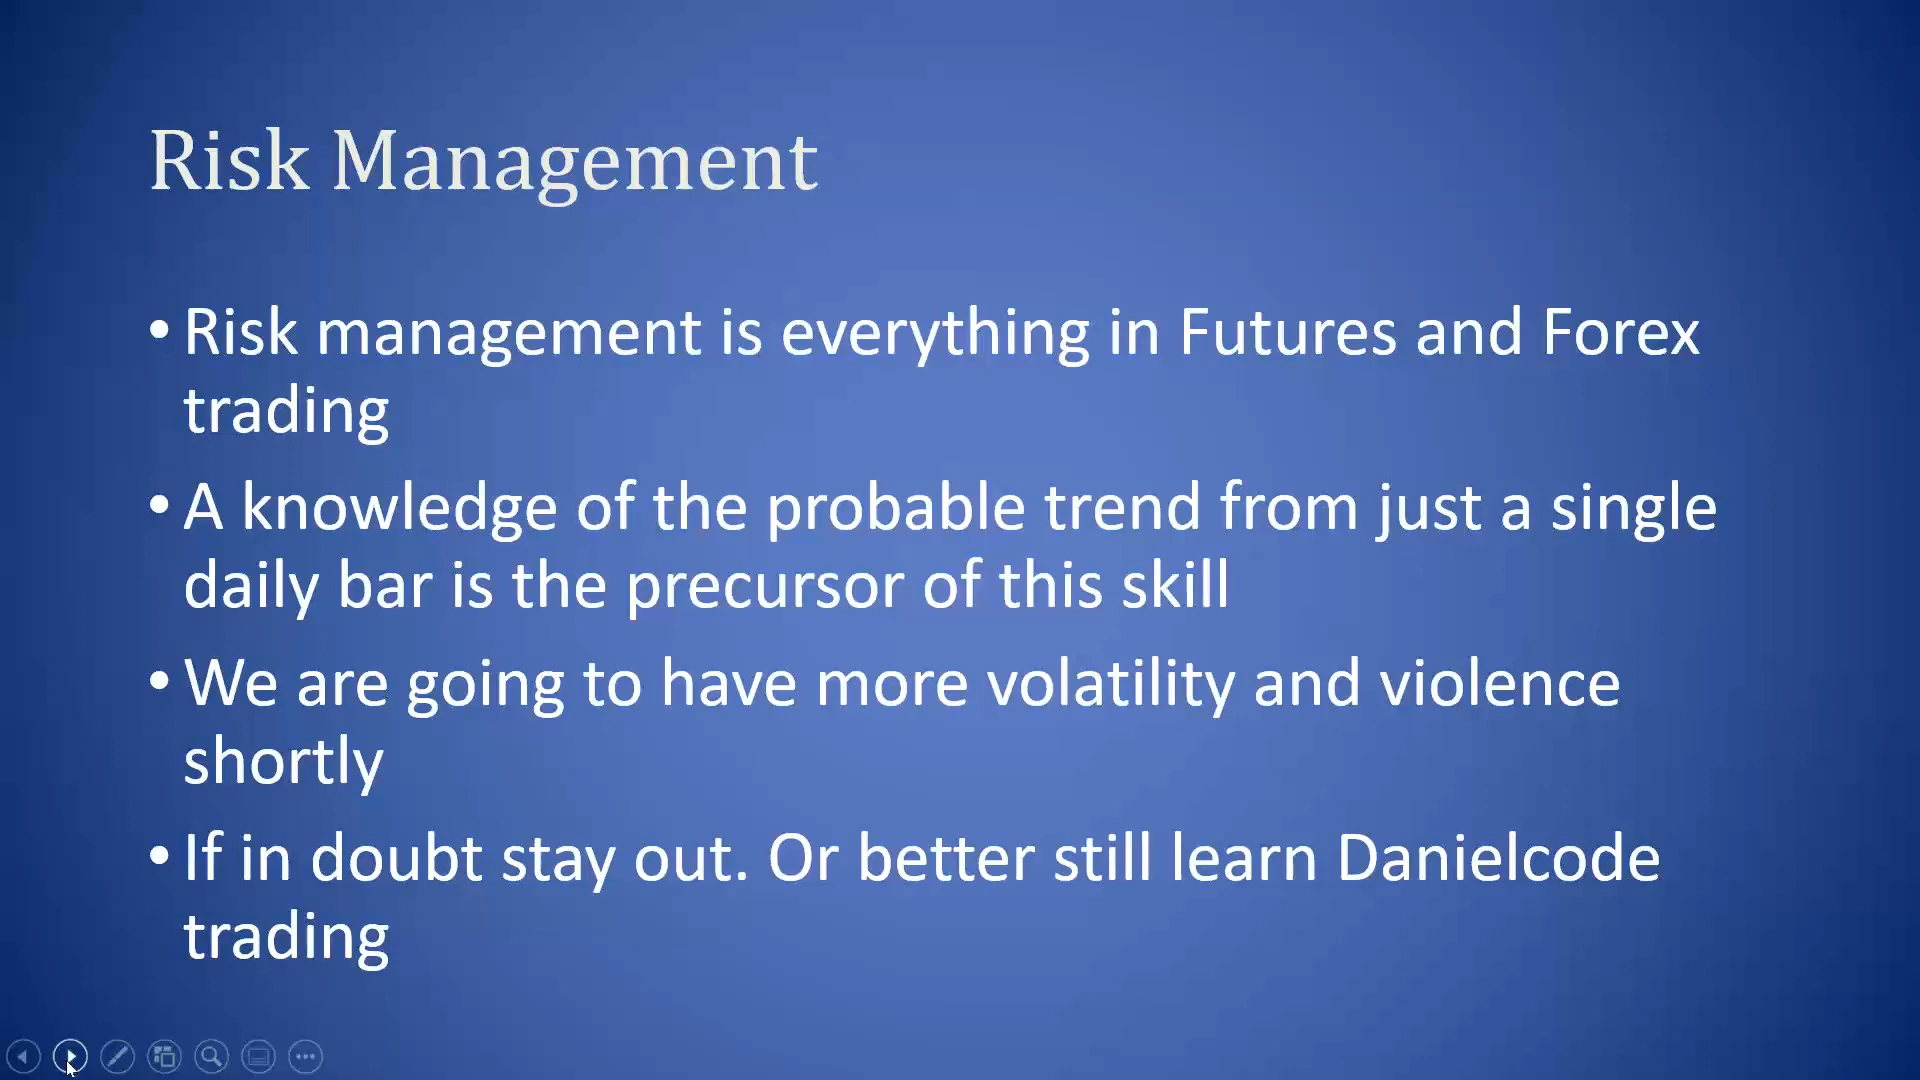 Risk Management
• Risk management is everything in Futures and Forex
trading
• A knowledge of the probable trend from just a single
daily bar is the precursor of this skill
• We are going to have more volatility and violence
shortly
• If in doubt stay out. Or better still learn Danielcode
trading